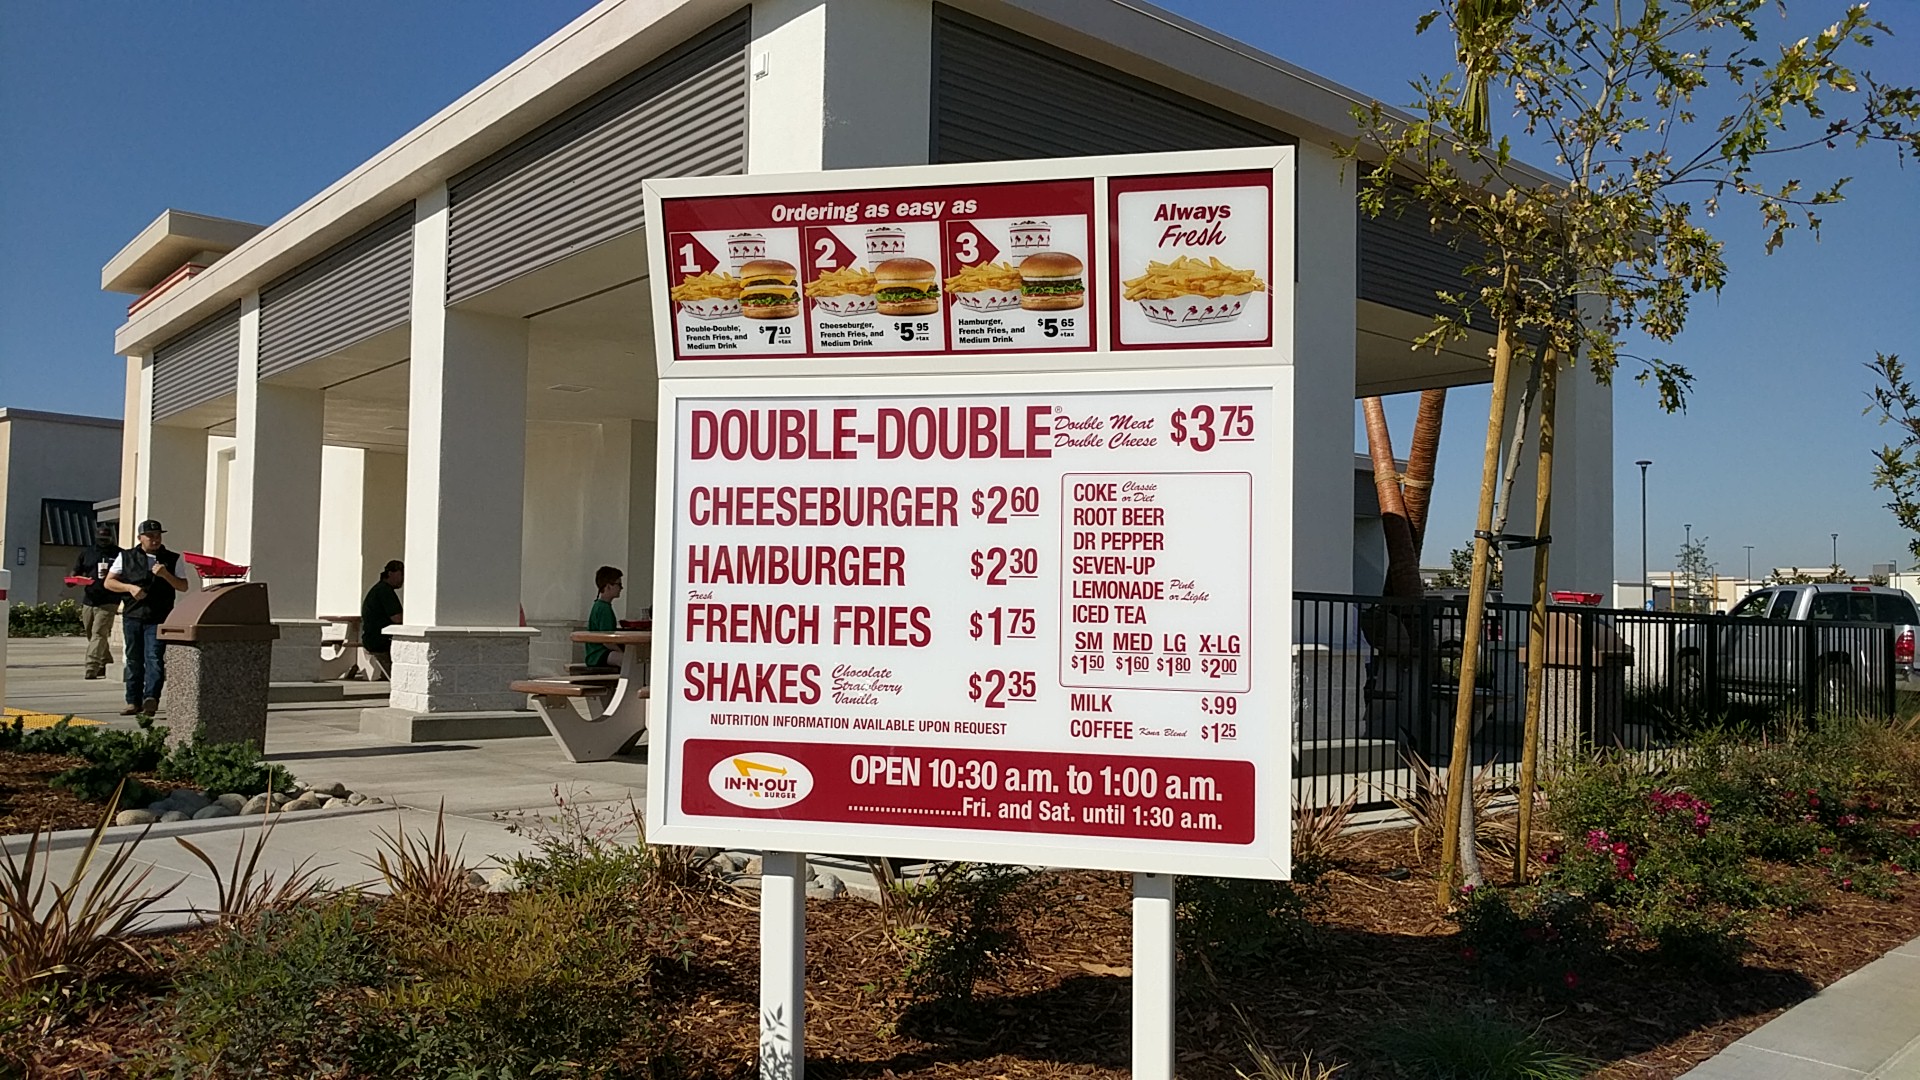 Ordering as easy as
1
Double-Double,
French Fries, and
Medium Drink
$7.10
+tax
2
Cheeseburger,
French Fries, and
Medium Drink
$5.95
+tax
3
Hamburger,
French Fries, and
Medium Drink
$5.65
+tax
Always
Fresh
DOUBLE-DOUBLE® Double Meat Double Cheese $3.75
CHEESEBURGER $2.60
HAMBURGER $2.30
Fresh
FRENCH FRIES $1.75
SHAKES Chocolate Strawberry Vanilla $2.35
NUTRITION INFORMATION AVAILABLE UPON REQUEST
COKE Classic or Diet
ROOT BEER
DR PEPPER
SEVEN-UP
LEMONADE Pink or Light
ICED TEA
SM MED LG X-LG
$1.50 $1.60 $1.80 $2.00
MILK $.99
COFFEE Kona Blend $1.25
IN-N-OUT
BURGER
OPEN 10:30 a.m. to 1:00 a.m.
.....................Fri. and Sat. until 1:30 a.m.